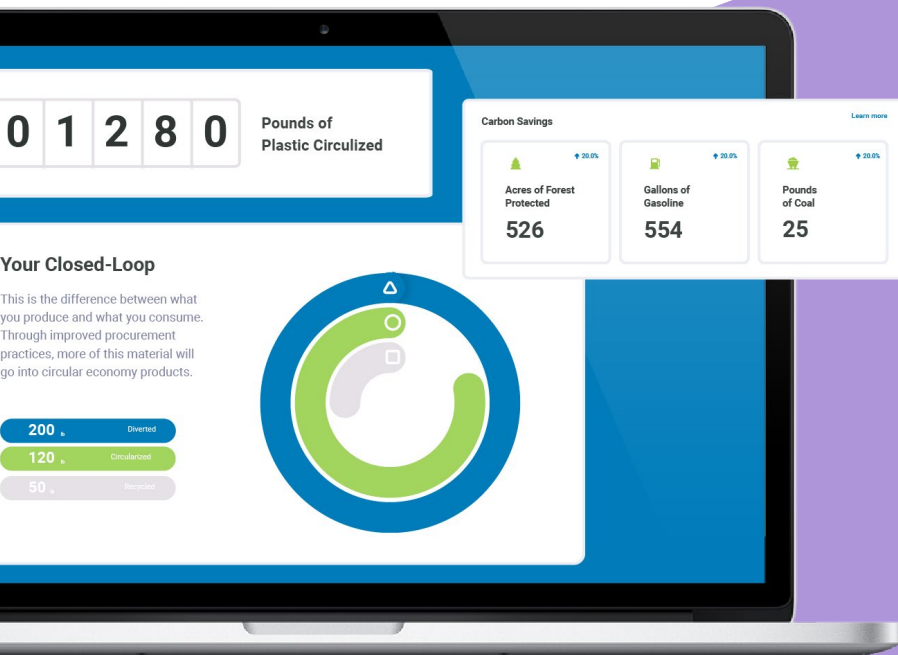 0 1 2 8 0
Pounds of
Plastic Circulized
Carbon Savings
Learn more
20.0%
Acres of Forest
Protected
526
20.0%
Gallons of
Gasoline
554
20.0%
Pounds
of Coal
25
Your Closed-Loop
This is the difference between what
you produce and what you consume.
Through improved procurement
practices, more of this material will
go into circular economy products.
200 Diverted
120 Circularized
50 Recycled